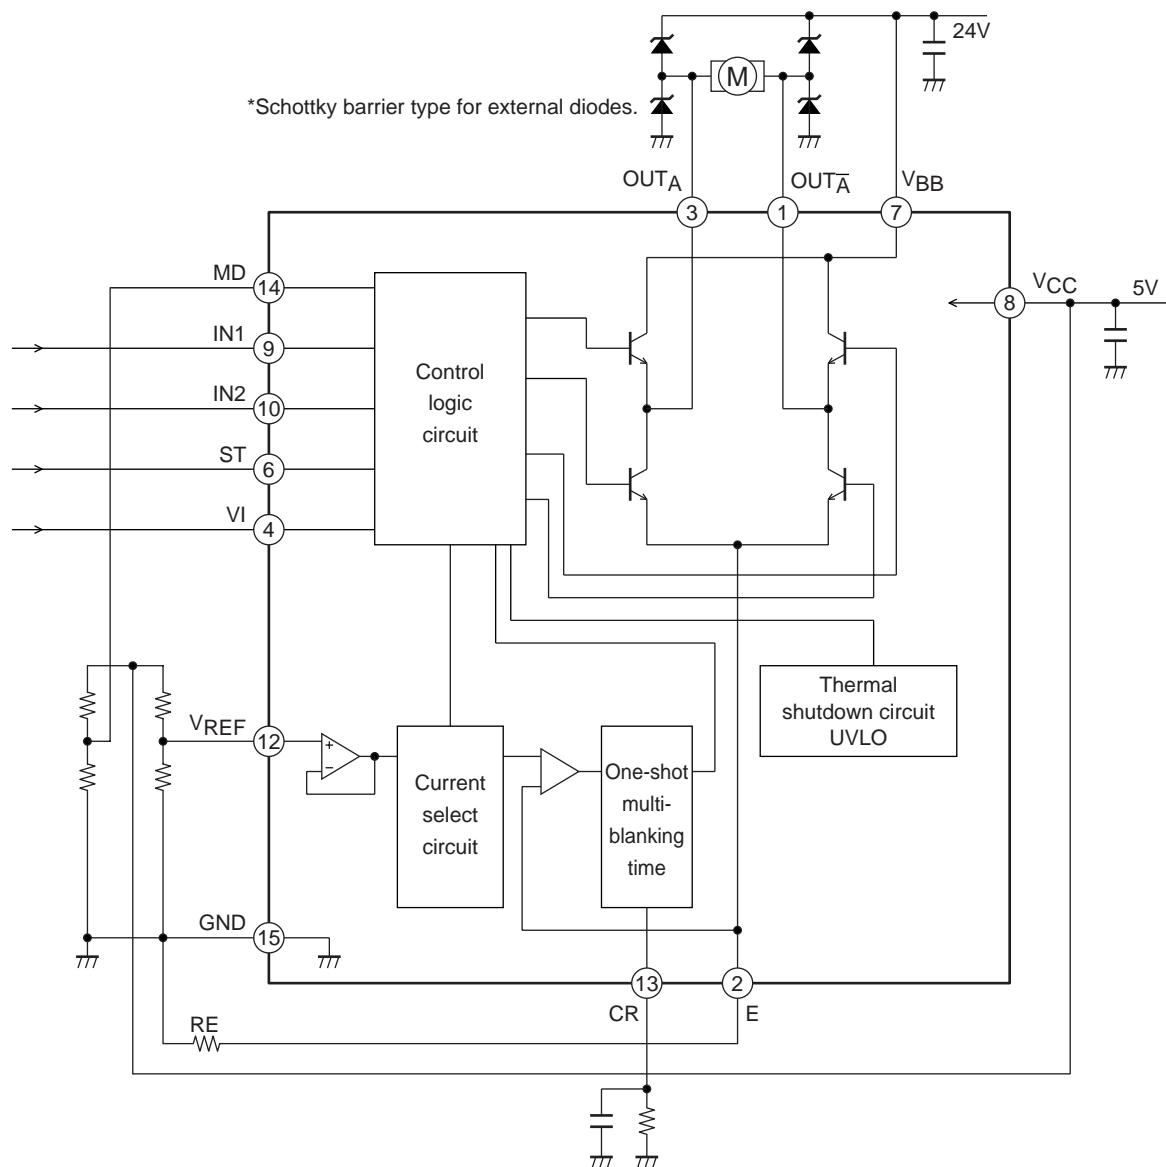 24V
M
*Schottky barrier type for external diodes.
OUTA
OUTA̅
VBB
3
1
7
MD
14
VCC
5V
8
IN1
9
IN2
10
ST
6
VI
4
Control
logic
circuit
Thermal
shutdown circuit
UVLO
VREF
12
+
−
Current
select
circuit
One-shot
multi-
blanking
time
GND
15
13
2
CR
E
RE